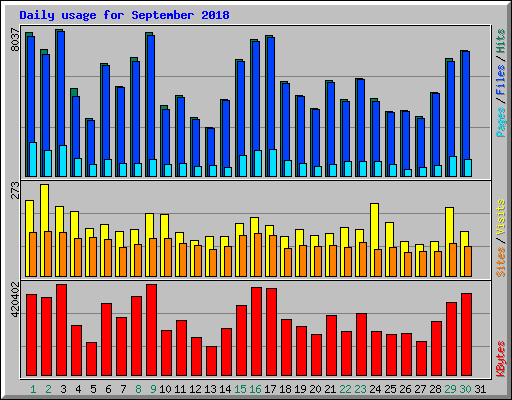 Daily usage for September 2018
8037
Pages / Files / Hits
273
Sites / Visits
420402
KBytes
1 2 3 4 5 6 7 8 9 10 11 12 13 14 15 16 17 18 19 20 21 22 23 24 25 26 27 28 29 30 31